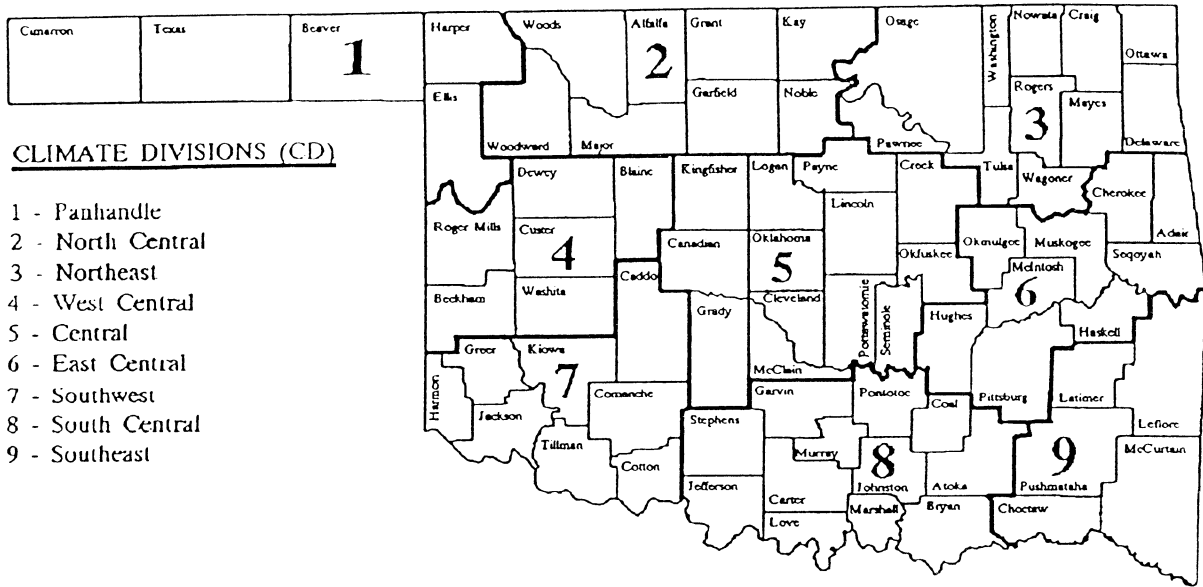 Cimarron Texas Beaver Harper Woods Alfalfa Grant Kay Osage Washington Nowata Craig Ottawa
1 2
Ellis Garfield Noble Rogers Mayes
3
CLIMATE DIVISIONS (CD)
Woodward Major Pawnee Delaware
Dewey Blaine Kingfisher Logan Payne Creek Tulsa Wagoner Cherokee
1 - Panhandle
Lincoln
2 - North Central
Roger Mills Custer Canadian Oklahoma Okfuskee Okmulgee Muskogee Adair
3 - Northeast
4 5
Sequoyah
4 - West Central
Caddo McIntosh
Beckham Washita Cleveland Pottawatomie Seminole 6
5 - Central
Grady Hughes Haskell
6 - East Central
Greer Kiowa McClain
7 - Southwest
Harmon 7 Comanche Garvin Pontotoc Coal Pittsburg Latimer
8 - South Central
Jackson Stephens Leflore
9 - Southeast
Tillman Murray 8 9 McCurtain
Cotton Jefferson Johnston Atoka Pushmataha
Carter Marshall Bryan Choctaw
Love